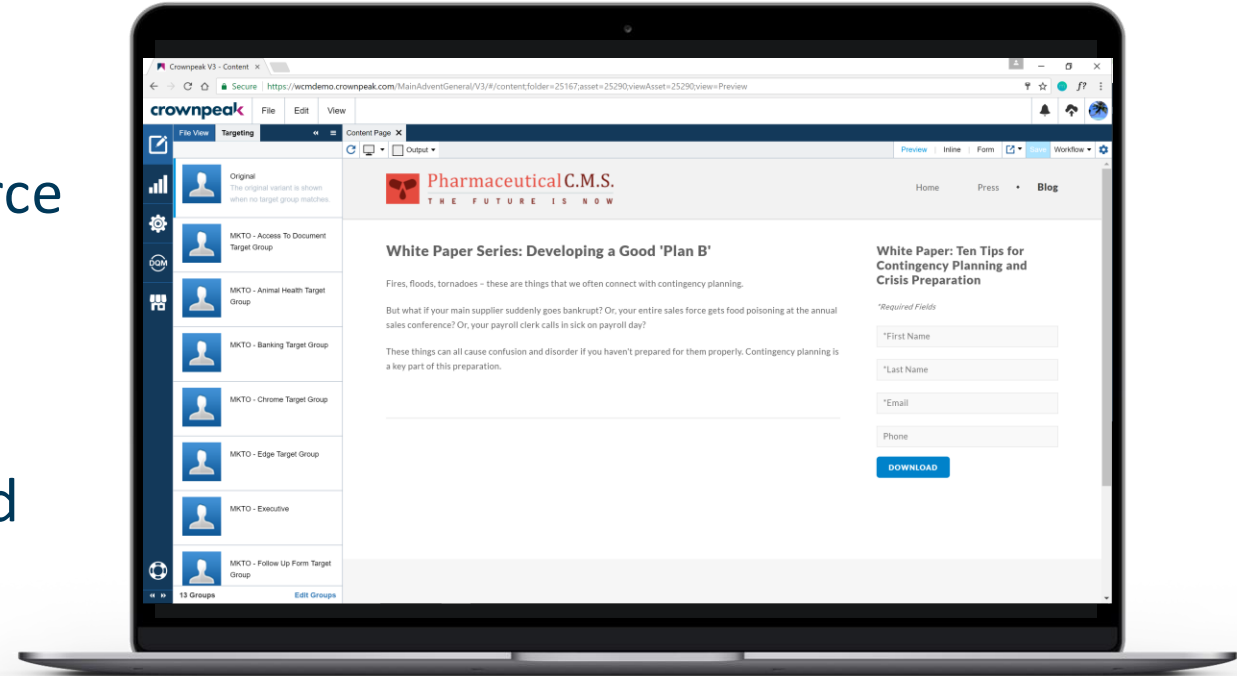 rce
d
Crownpeak V3 - Content
Secure | https://wcmdemo.crownpeak.com/MainAdventGeneral/V3/#/content;folder=25167;asset=25290;viewAsset=25290;view=Preview
crownpeak File Edit View
File View Targeting
Content Page
Output
Preview | Inline | Form Save Workflow
Original
The original variant is shown
when no target group matches.
MKTO - Access To Document
Target Group
MKTO - Animal Health Target
Group
MKTO - Banking Target Group
MKTO - Chrome Target Group
MKTO - Edge Target Group
MKTO - Executive
MKTO - Follow Up Form Target
Group
13 Groups Edit Groups
DQM
Pharmaceutical C.M.S.
THE FUTURE IS NOW
Home Press • Blog
White Paper Series: Developing a Good 'Plan B'
Fires, floods, tornadoes – these are things that we often connect with contingency planning.
But what if your main supplier suddenly goes bankrupt? Or, your entire sales force gets food poisoning at the annual
sales conference? Or, your payroll clerk calls in sick on payroll day?
These things can all cause confusion and disorder if you haven't prepared for them properly. Contingency planning is
a key part of this preparation.
White Paper: Ten Tips for
Contingency Planning and
Crisis Preparation
*Required Fields
*First Name
*Last Name
*Email
Phone
DOWNLOAD